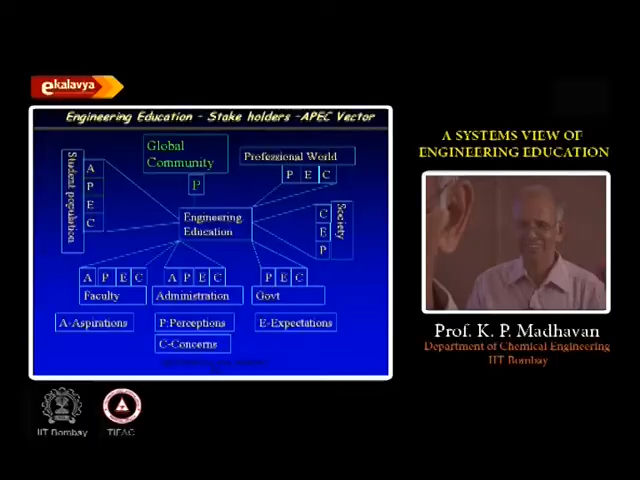 ekalavya
Engineering Education - Stake holders -APEC Vector
A SYSTEMS VIEW OF
ENGINEERING EDUCATION
Global
Community
P
Professional World
P E C
Student population
A
P
E
C
Engineering
Education
Society
C
E
P
A P E C
Faculty
A P E C
Administration
P E C
Govt
A-Aspirations
P:Perceptions
E-Expectations
C-Concerns
Prof. K. P. Madhavan
Department of Chemical Engineering
IIT Bombay
IIT Bombay
TIFAC